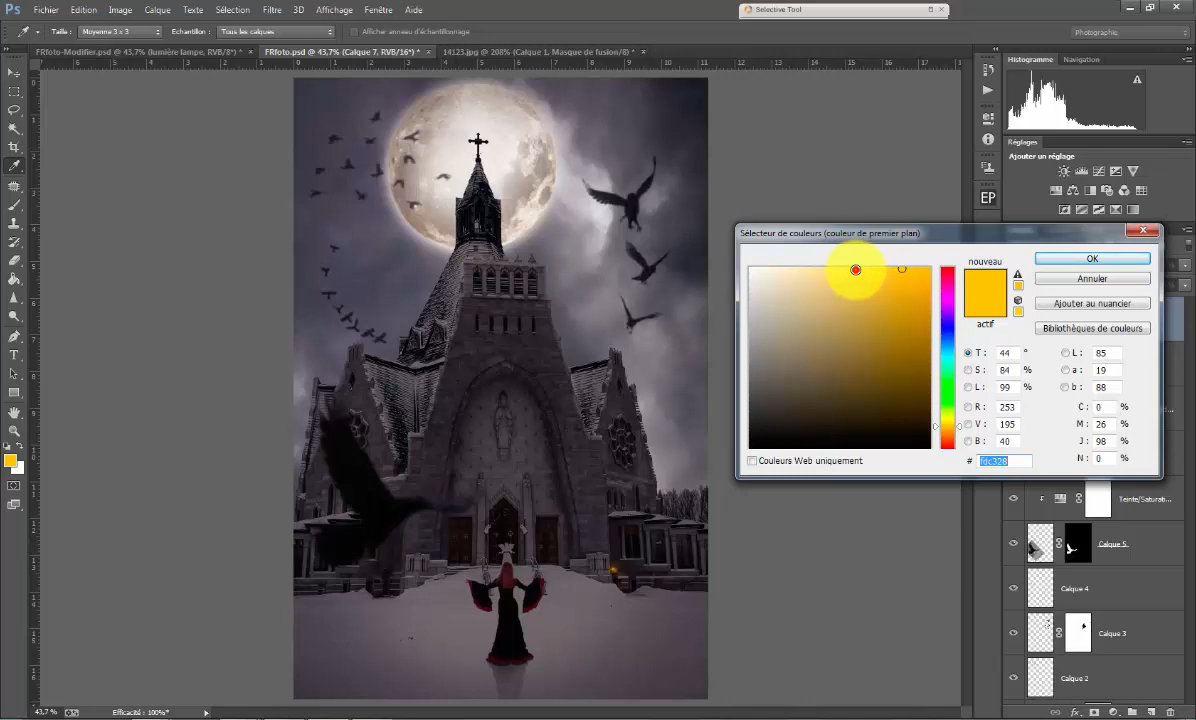 Ps Fichier Edition Image Calque Texte Sélection Filtre 3D Affichage Fenêtre Aide
Selective Tool
Taille : Moyenne 3 x 3 Echantillon : Tous les calques Afficher anneau d'échantillonnage
Photographie
FRfoto-Modifier.psd @ 43,7% (lumière lampe, RVB/8*) * ×
FRfoto.psd @ 43,7% (Calque 7, RVB/16*) * ×
14123.jpg @ 208% (Calque 1, Masque de fusion/8) * ×
Histogramme Navigation
Réglages
Ajouter un réglage
EP
Sélecteur de couleurs (couleur de premier plan)
nouveau
actif
OK
Annuler
Ajouter au nuancier
Bibliothèques de couleurs
T : 44 ° L : 85
S : 84 % a : 19
L : 99 % b : 88
R : 253 C : 0 %
V : 195 M : 26 %
B : 40 J : 98 %
# fdc328 N : 0 %
Couleurs Web uniquement
Teinte/Saturati...
Calque 5
Calque 4
Calque 3
Calque 2
43,7 % Efficacité : 100%*